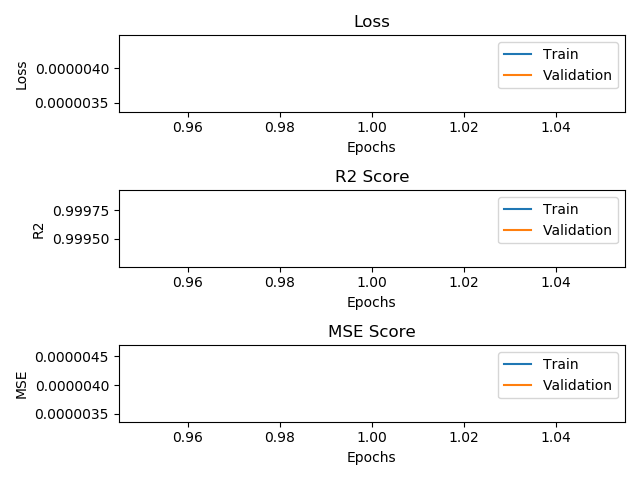 Loss
Train
Validation
0.0000040
0.0000035
Loss
0.96 0.98 1.00 1.02 1.04
Epochs
R2 Score
Train
Validation
0.99975
0.99950
R2
0.96 0.98 1.00 1.02 1.04
Epochs
MSE Score
Train
Validation
0.0000045
0.0000040
0.0000035
MSE
0.96 0.98 1.00 1.02 1.04
Epochs